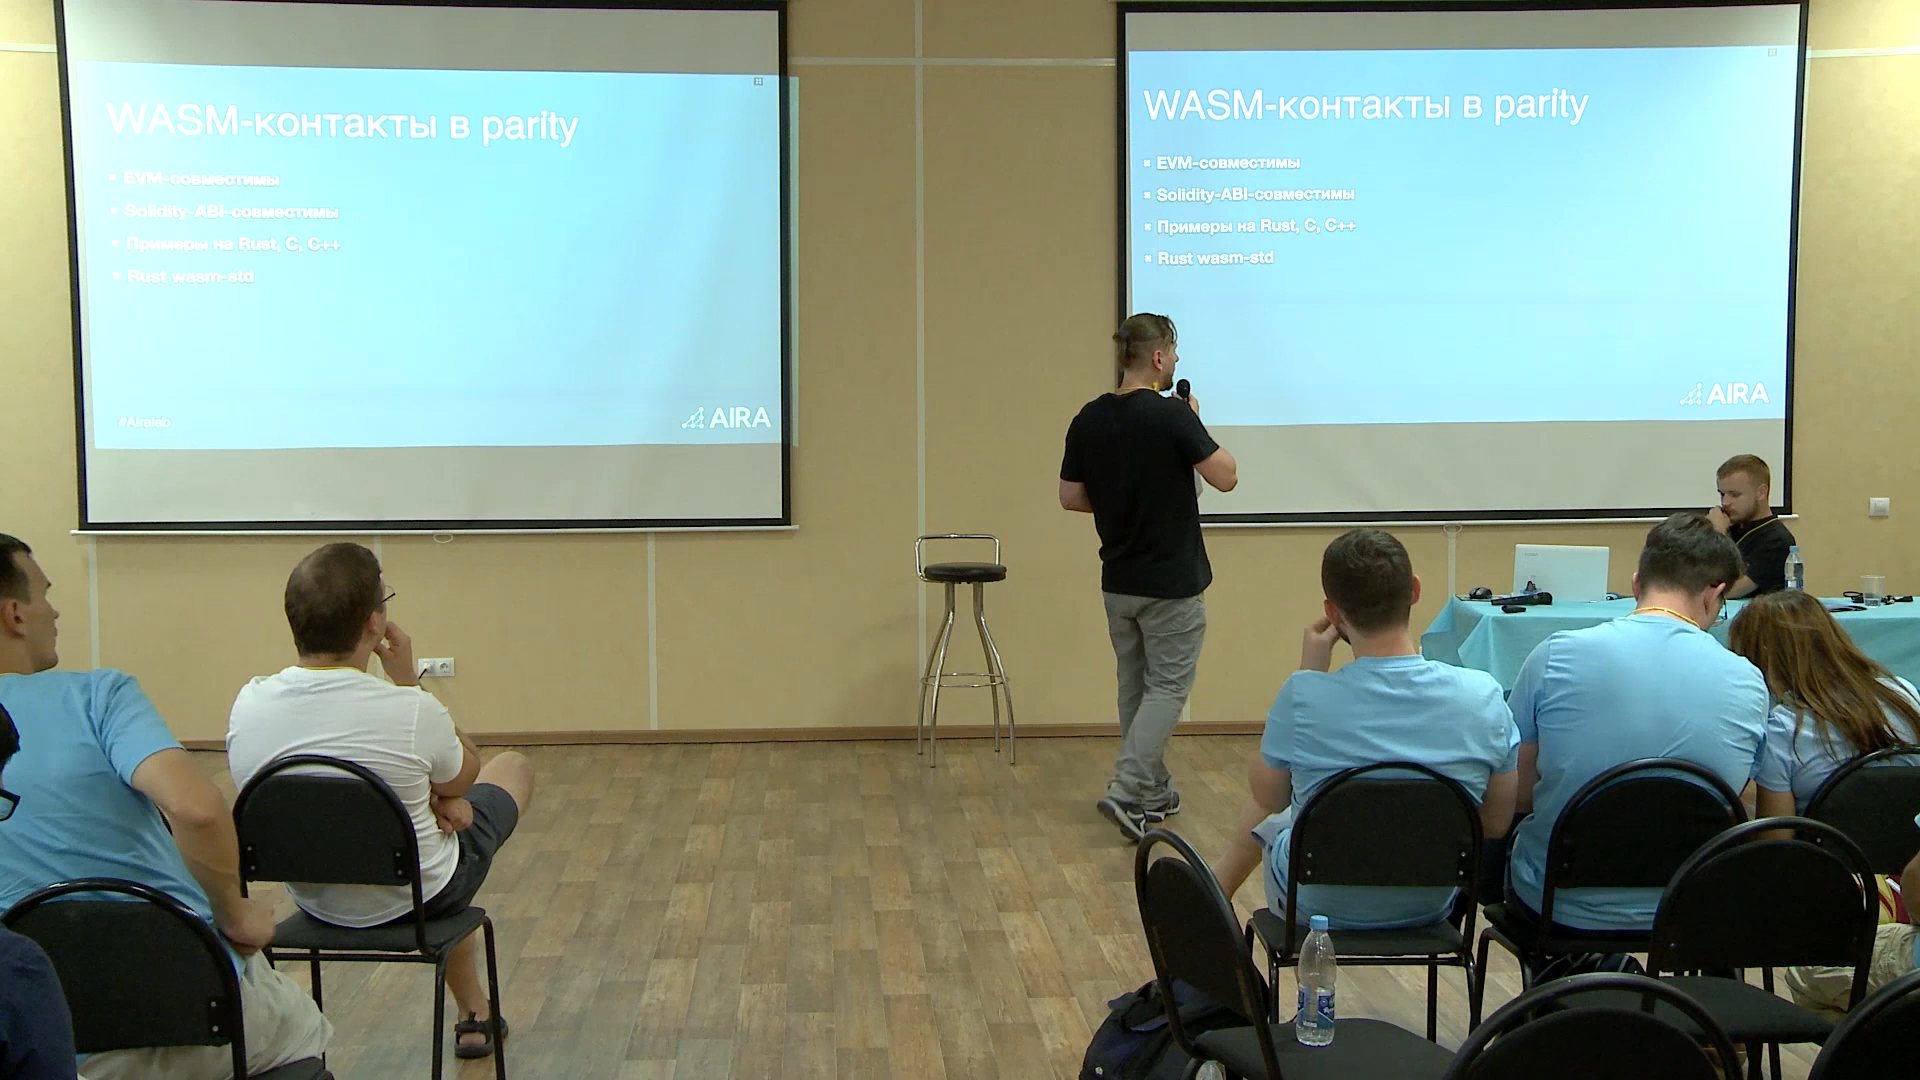 WASM-контакты в parity
EVM-совместимы
Solidity-ABI-совместимы
Примеры на Rust, C, C++
Rust wasm-std
#Airalab
AIRA
WASM-контакты в parity
EVM-совместимы
Solidity-ABI-совместимы
Примеры на Rust, C, C++
Rust wasm-std
AIRA